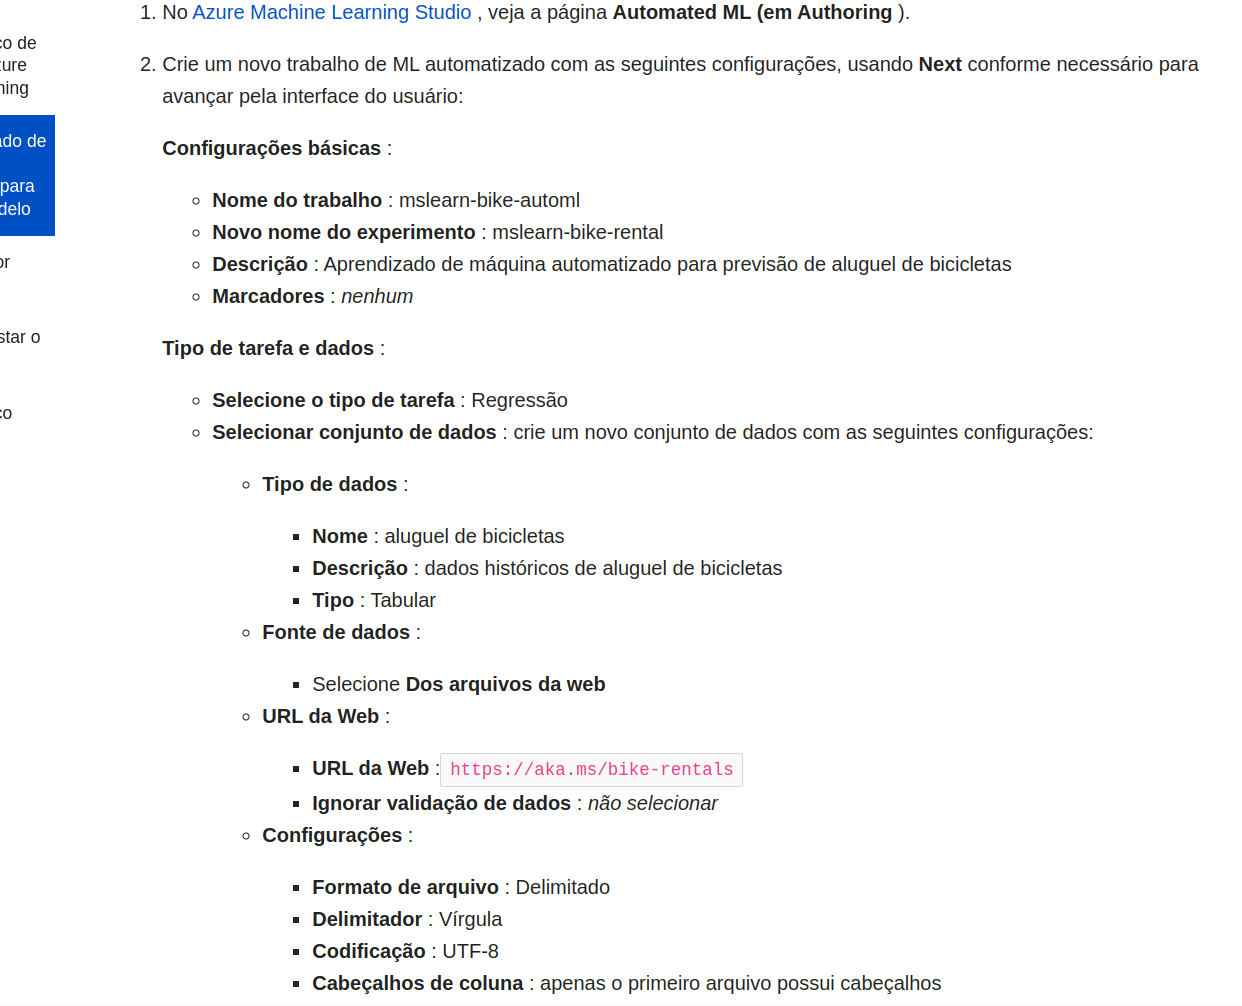 1. No Azure Machine Learning Studio , veja a página Automated ML (em Authoring ).
ço de
ning
2. Crie um novo trabalho de ML automatizado com as seguintes configurações, usando Next conforme necessário para
avançar pela interface do usuário:
ado de
para
delo
or
star o
Configurações básicas :
◦ Nome do trabalho : mslearn-bike-automl
◦ Novo nome do experimento : mslearn-bike-rental
◦ Descrição : Aprendizado de máquina automatizado para previsão de aluguel de bicicletas
◦ Marcadores : nenhum
Tipo de tarefa e dados :
◦ Selecione o tipo de tarefa : Regressão
◦ Selecionar conjunto de dados : crie um novo conjunto de dados com as seguintes configurações:
◦ Tipo de dados :
▪ Nome : aluguel de bicicletas
▪ Descrição : dados históricos de aluguel de bicicletas
▪ Tipo : Tabular
◦ Fonte de dados :
▪ Selecione Dos arquivos da web
◦ URL da Web :
▪ URL da Web : https://aka.ms/bike-rentals
▪ Ignorar validação de dados : não selecionar
◦ Configurações :
▪ Formato de arquivo : Delimitado
▪ Delimitador : Vírgula
▪ Codificação : UTF-8
▪ Cabeçalhos de coluna : apenas o primeiro arquivo possui cabeçalhos